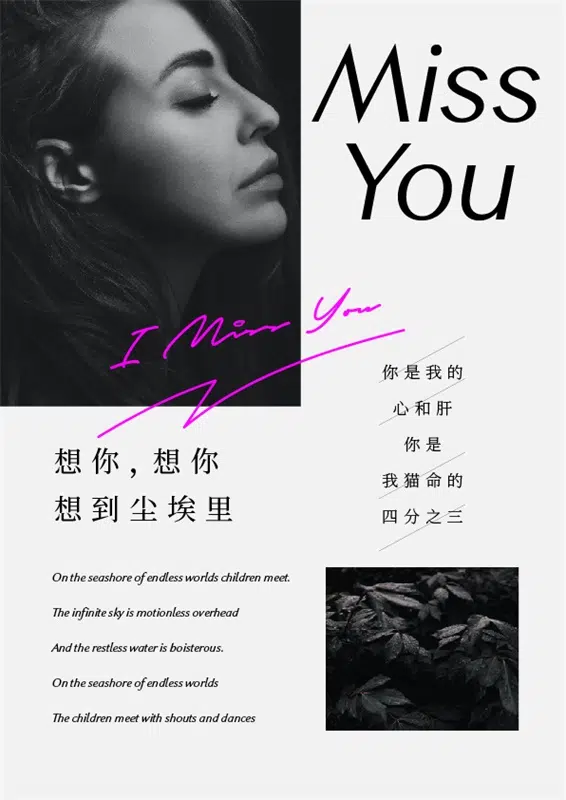 Miss
You
I Miss You
你是我的
心和肝
你是
我猫命的
四分之三
想你，想你
想到尘埃里
On the seashore of endless worlds children meet.
The infinite sky is motionless overhead
And the restless water is boisterous.
On the seashore of endless worlds
The children meet with shouts and dances